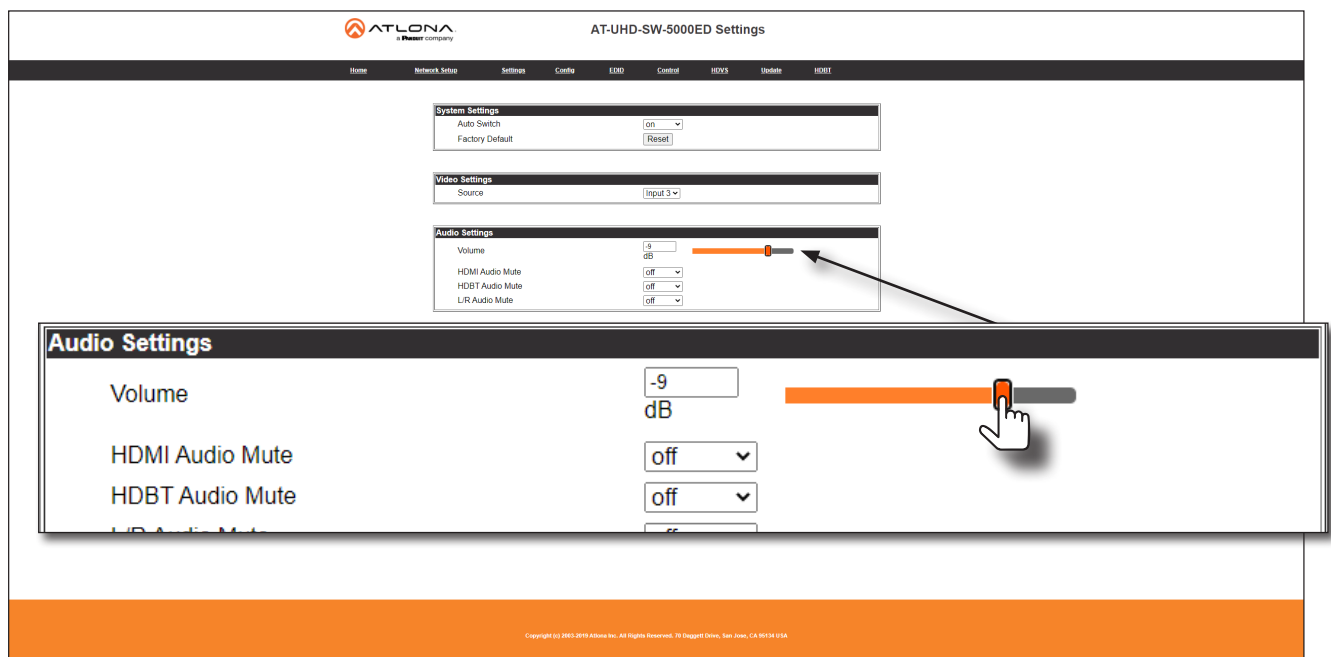 ATLONA.
a PANDUIT company
AT-UHD-SW-5000ED Settings
Home Network Setup Settings Config EDID Control HDVS Update HDBT
System Settings
Auto Switch on
Factory Default Reset
Video Settings
Source Input 3
Audio Settings
Volume -9
dB
HDMI Audio Mute off
HDBT Audio Mute off
L/R Audio Mute off
Audio Settings
Volume -9
dB
HDMI Audio Mute off
HDBT Audio Mute off
L/R Audio Mute off
Copyright (c) 2003-2019 Atlona Inc. All Rights Reserved. 70 Daggett Drive, San Jose, CA 95134 USA